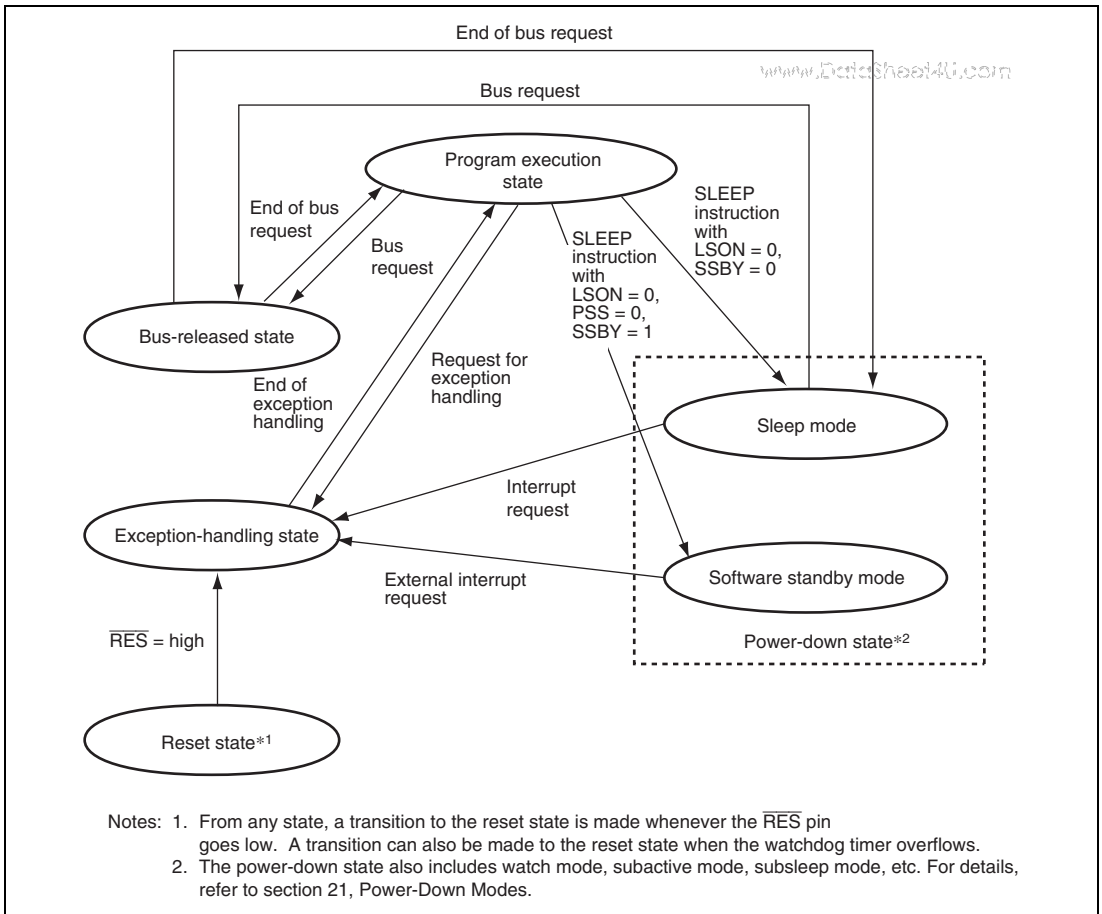 End of bus request
www.DataSheet4U.com
Bus request
Program execution
state
SLEEP
instruction
with
LSON = 0,
SSBY = 0
End of bus
request
Bus
request
SLEEP
instruction
with
LSON = 0,
PSS = 0,
SSBY = 1
Bus-released state
End of
exception
handling
Request for
exception
handling
Sleep mode
Interrupt
request
Exception-handling state
External interrupt
request
Software standby mode
Power-down state*2
R̅E̅S̅ = high
Reset state*1
Notes: 1. From any state, a transition to the reset state is made whenever the R̅E̅S̅ pin
goes low. A transition can also be made to the reset state when the watchdog timer overflows.
2. The power-down state also includes watch mode, subactive mode, subsleep mode, etc. For details,
refer to section 21, Power-Down Modes.